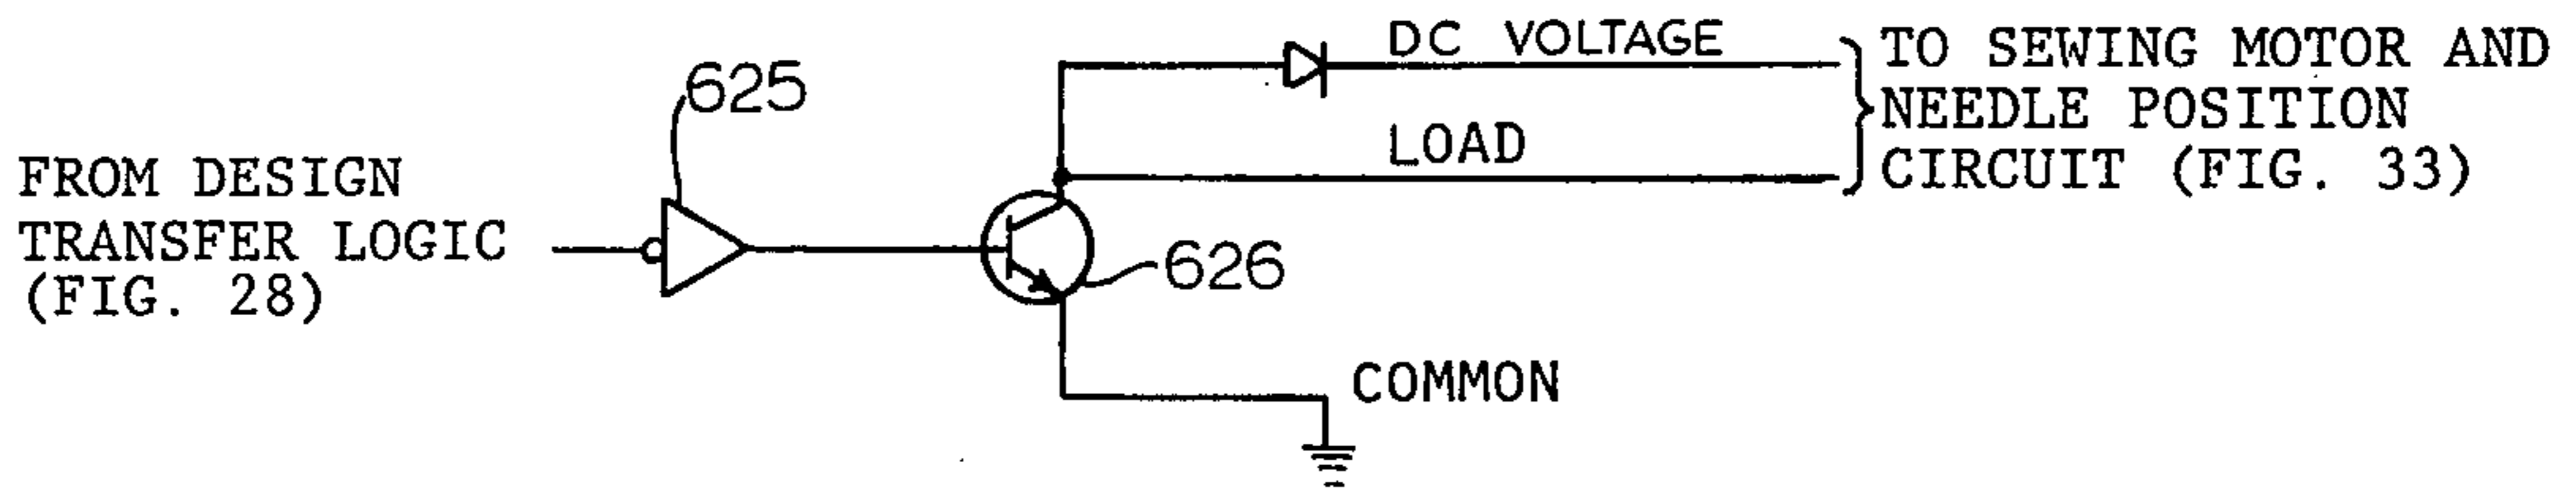 625
FROM DESIGN
TRANSFER LOGIC
(FIG. 28)
DC VOLTAGE
LOAD
TO SEWING MOTOR AND
NEEDLE POSITION
CIRCUIT (FIG. 33)
626
COMMON